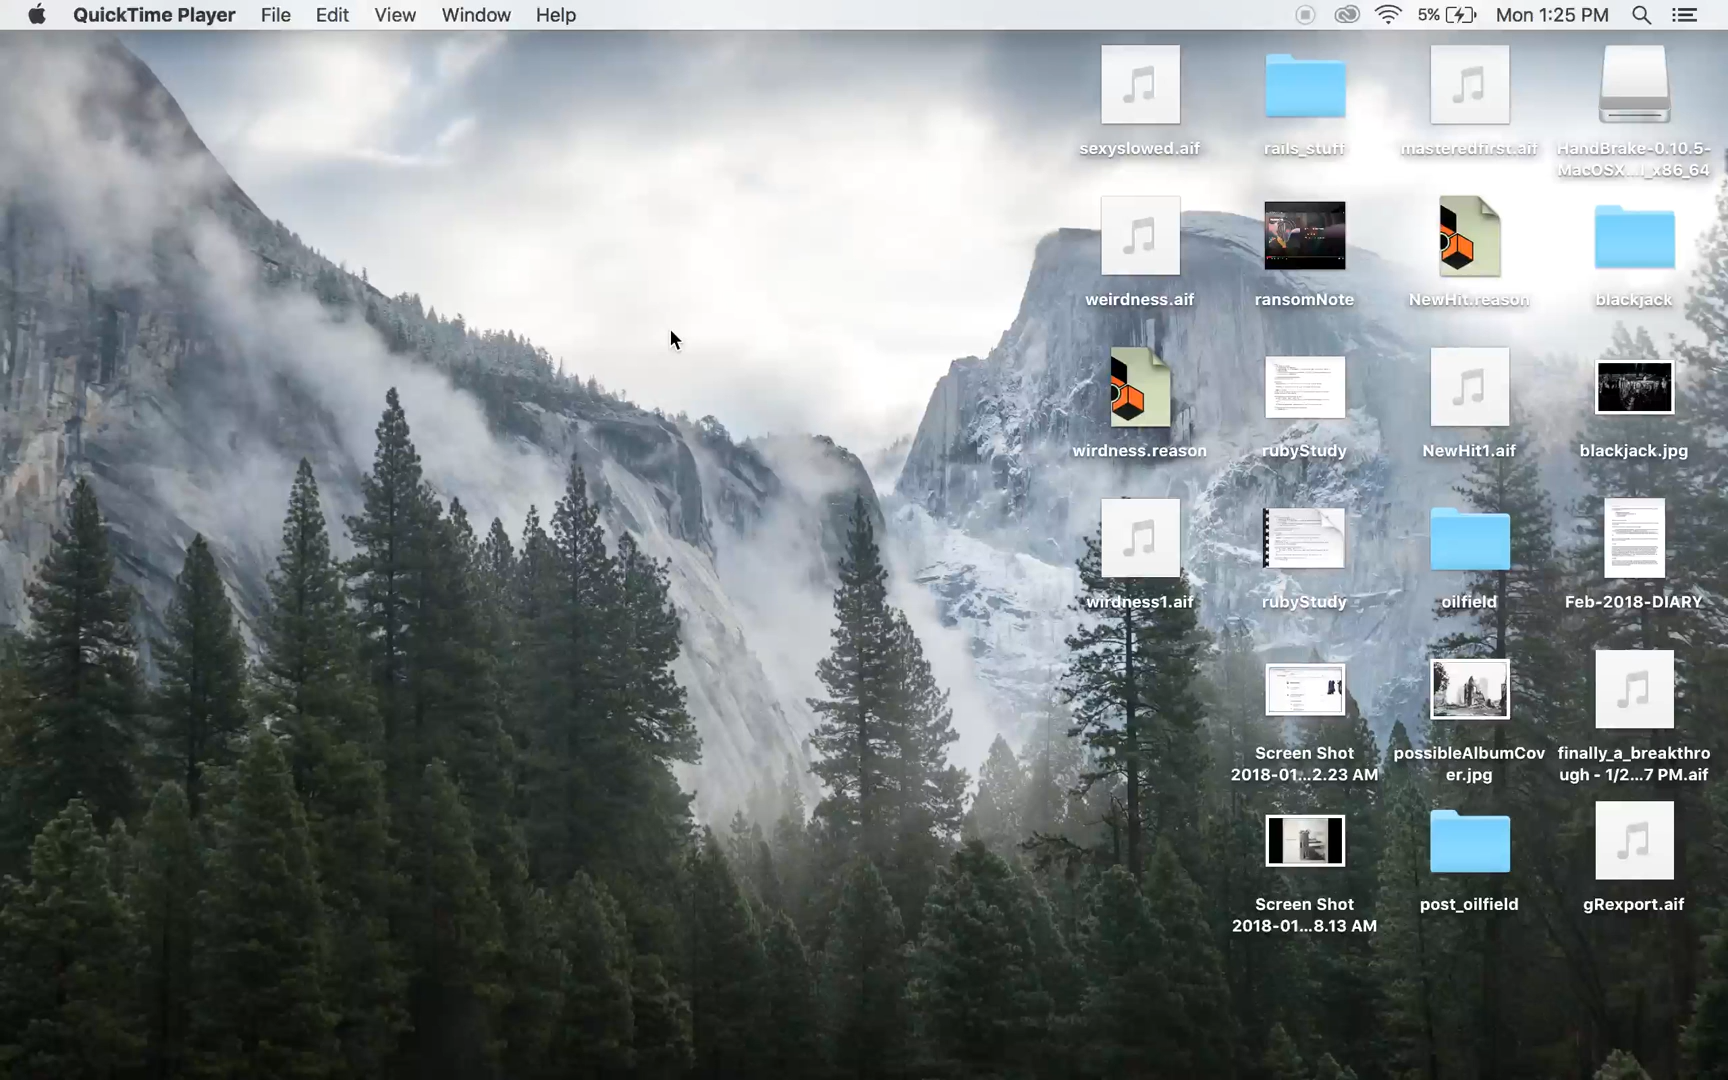 QuickTime Player File Edit View Window Help 5% Mon 1:25 PM
sexyslowed.aif rails_stuff masteredfirst.aif HandBrake-0.10.5-
MacOSX...l_x86_64
weirdness.aif ransomNote NewHit.reason blackjack
wirdness.reason rubyStudy NewHit1.aif blackjack.jpg
wirdness1.aif rubyStudy oilfield Feb-2018-DIARY
Screen Shot possibleAlbumCov finally_a_breakthro
2018-01...2.23 AM er.jpg ugh - 1/2...7 PM.aif
Screen Shot post_oilfield gRexport.aif
2018-01...8.13 AM